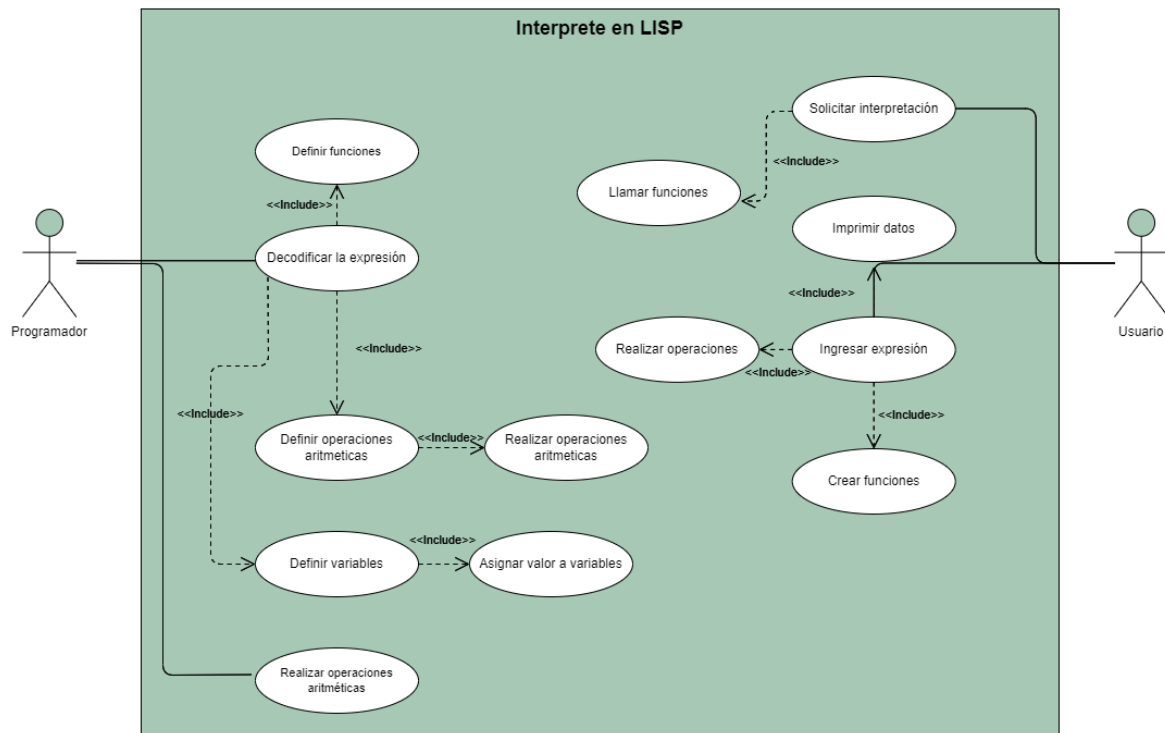 Interprete en LISP
Solicitar interpretación
Definir funciones
<<Include>>
Llamar funciones
<<Include>>
Imprimir datos
Decodificar la expresión
<<Include>>
Programador
Usuario
<<Include>>
Realizar operaciones
Ingresar expresión
<<Include>>
<<Include>>
<<Include>>
Definir operaciones
aritmeticas
<<Include>>
Realizar operaciones
aritmeticas
Crear funciones
<<Include>>
Definir variables
Asignar valor a variables
Realizar operaciones
aritméticas